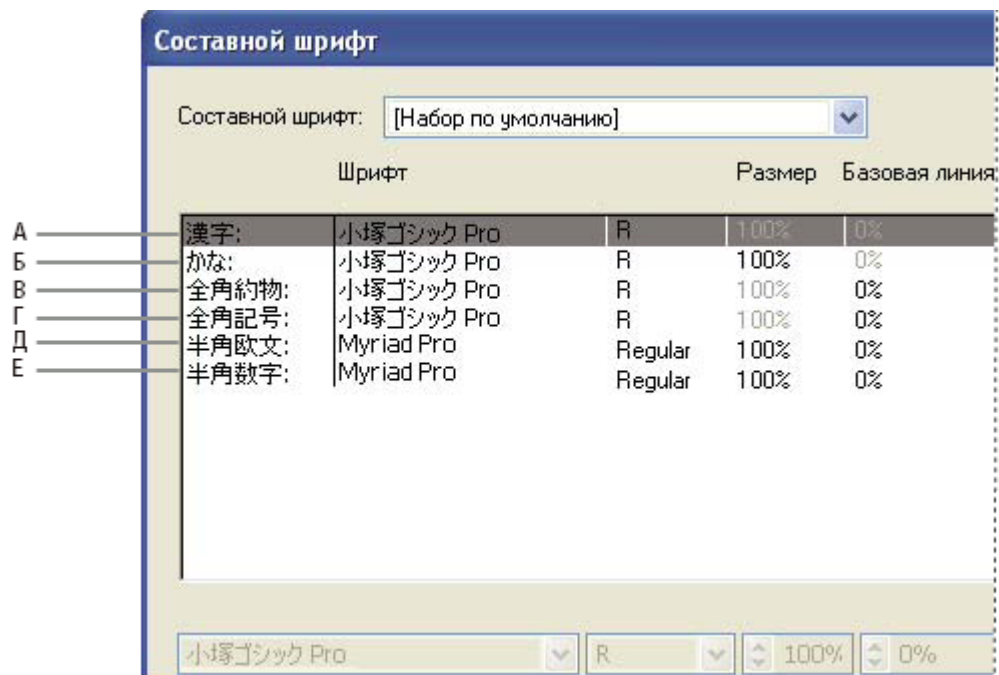 Составной шрифт
Составной шрифт: [Набор по умолчанию]
Шрифт Размер Базовая линия
А 漢字: 小塚ゴシック Pro R 100% 0%
Б かな: 小塚ゴシック Pro R 100% 0%
В 全角約物: 小塚ゴシック Pro R 100% 0%
Г 全角記号: 小塚ゴシック Pro R 100% 0%
Д 半角欧文: Myriad Pro Regular 100% 0%
Е 半角数字: Myriad Pro Regular 100% 0%
小塚ゴシック Pro R 100% 0%